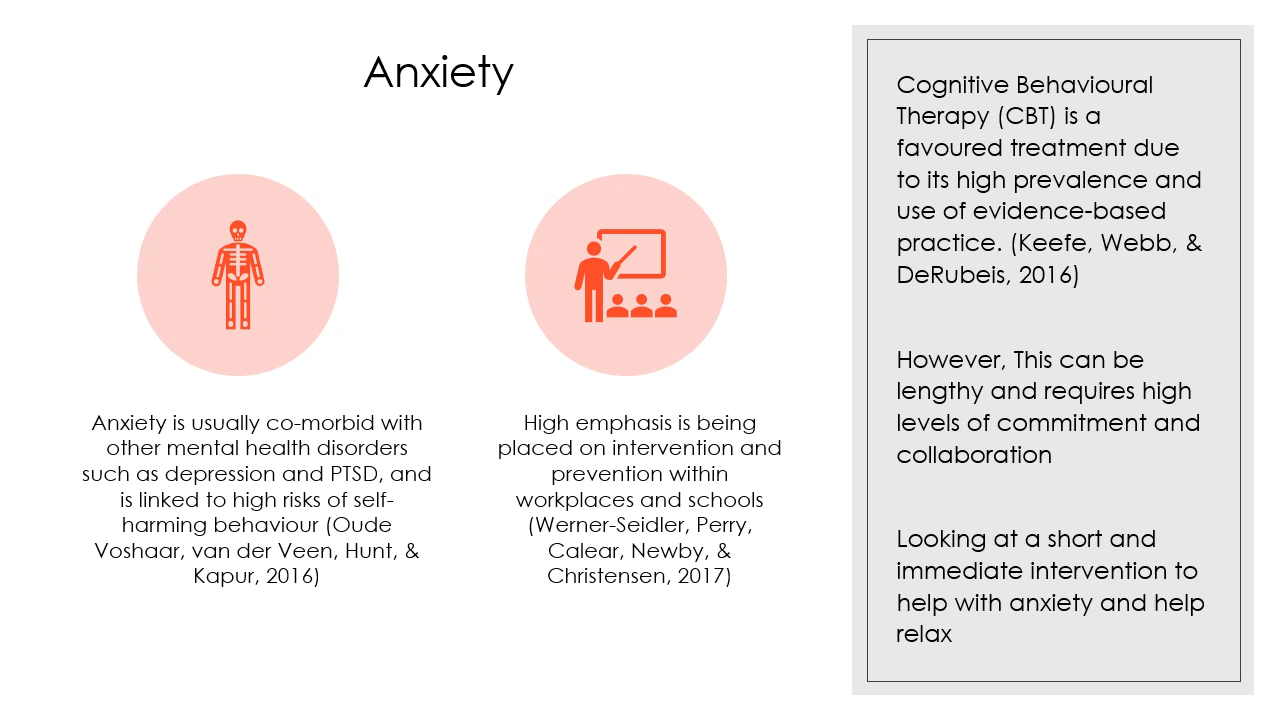 Anxiety
Anxiety is usually co-morbid with
other mental health disorders
such as depression and PTSD, and
is linked to high risks of self-
harming behaviour (Oude
Voshaar, van der Veen, Hunt, &
Kapur, 2016)
High emphasis is being
placed on intervention and
prevention within
workplaces and schools
(Werner-Seidler, Perry,
Calear, Newby, &
Christensen, 2017)
Cognitive Behavioural
Therapy (CBT) is a
favoured treatment due
to its high prevalence and
use of evidence-based
practice. (Keefe, Webb, &
DeRubeis, 2016)
However, This can be
lengthy and requires high
levels of commitment and
collaboration
Looking at a short and
immediate intervention to
help with anxiety and help
relax